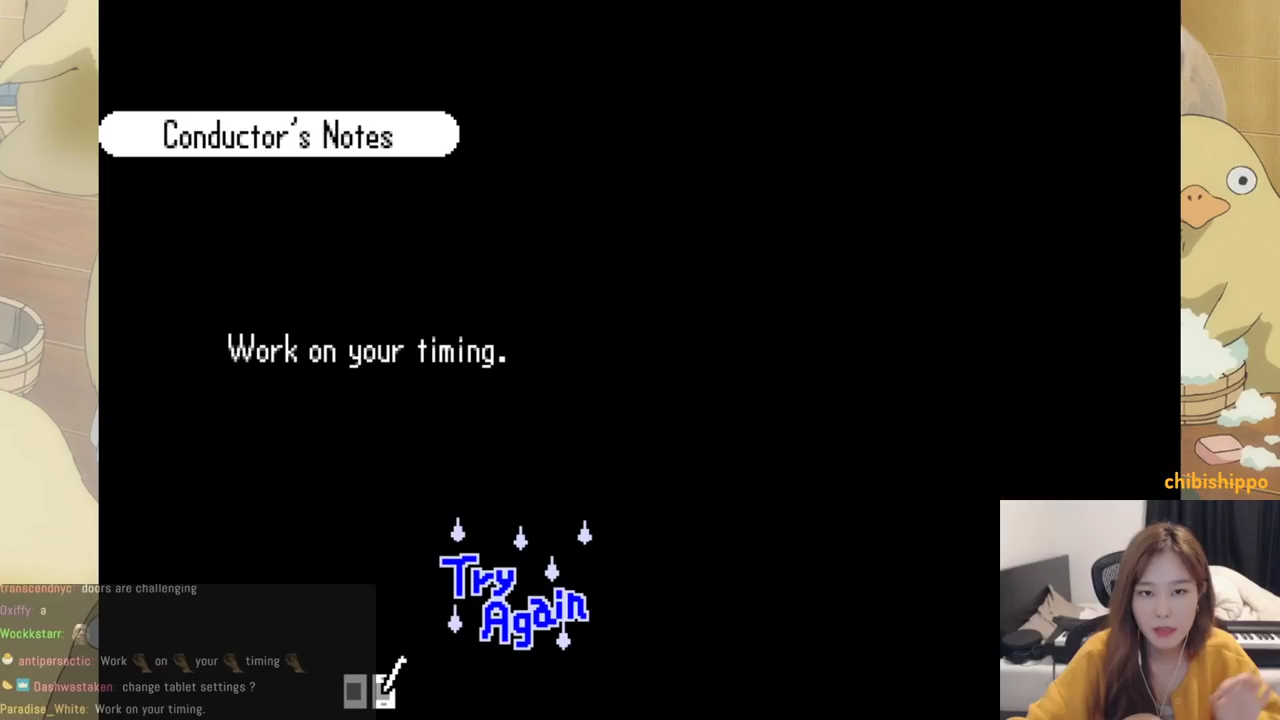 Conductor's Notes
Work on your timing.
Try
Again
chibishippo
transcendnyc: doors are challenging
Oxiffy: a
Wockkstarr:
antipersectic: Work on your timing
Dashwastaken: change tablet settings ?
Paradise_White: Work on your timing.